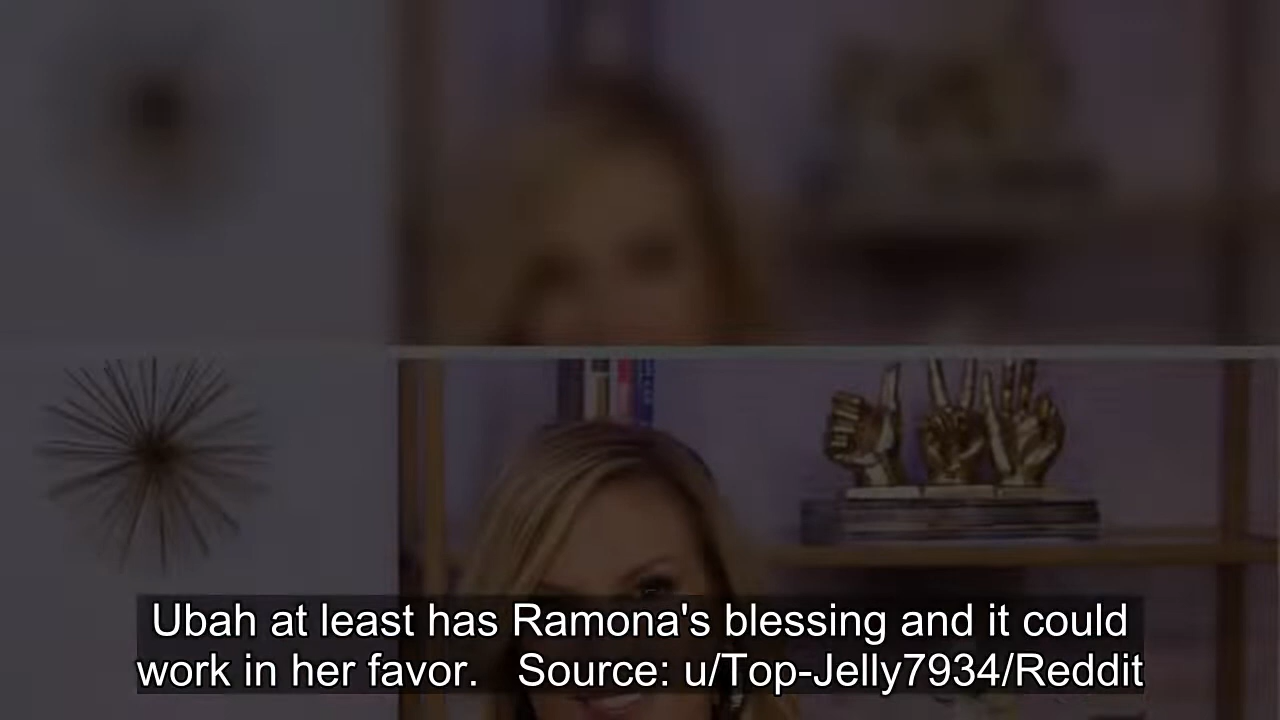 Ubah at least has Ramona's blessing and it could
work in her favor.   Source: u/Top-Jelly7934/Reddit